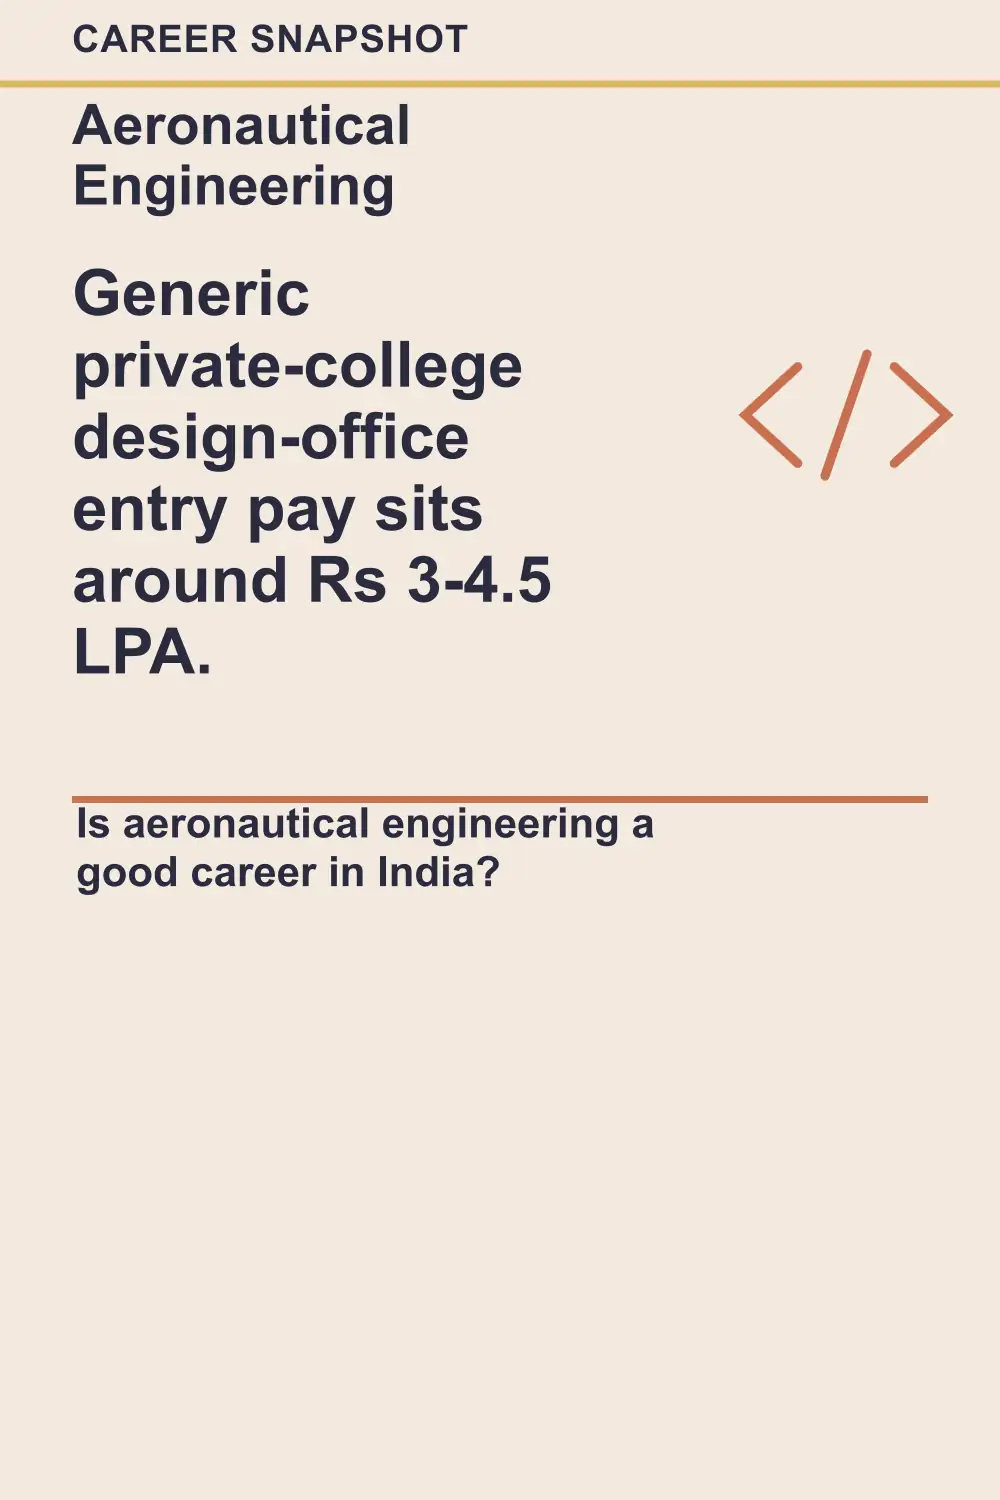 CAREER SNAPSHOT
Aeronautical
Engineering
Generic
private-college
design-office
entry pay sits
around Rs 3-4.5
LPA.
</>
Is aeronautical engineering a
good career in India?